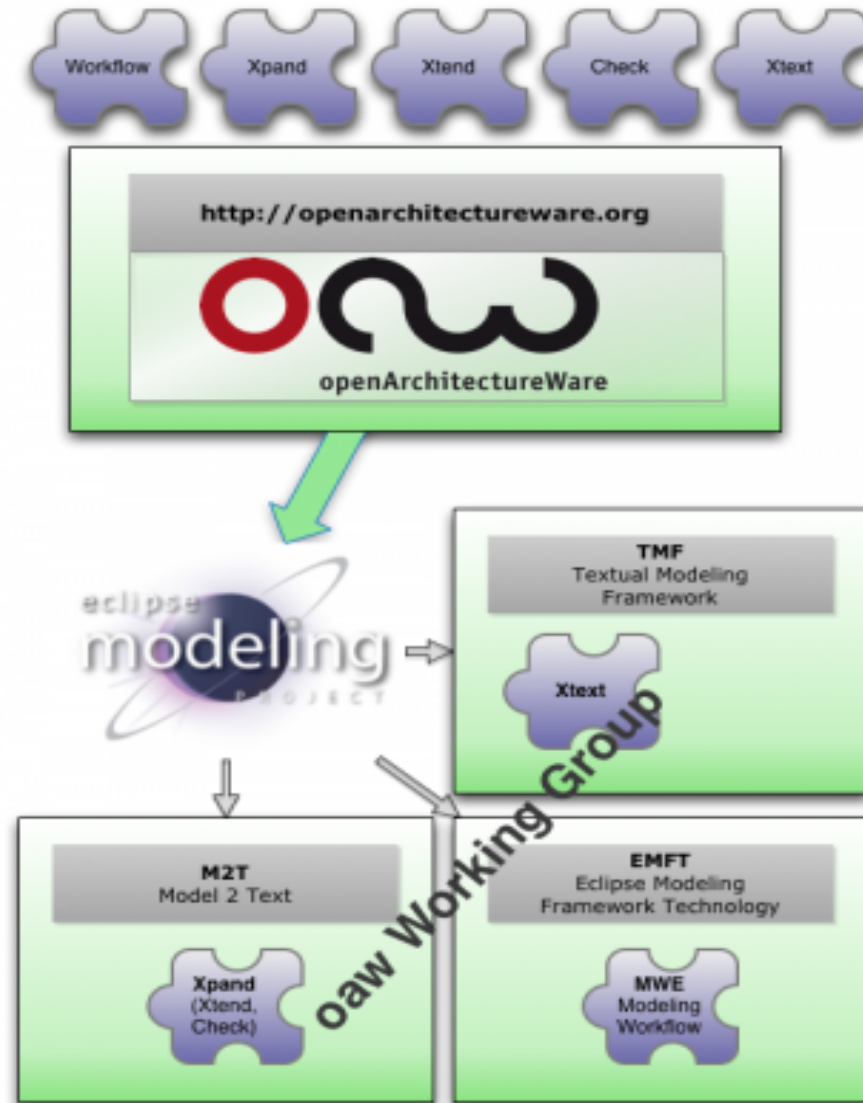 Workflow
Xpand
Xtend
Check
Xtext
http://openarchitectureware.org
oaw
openArchitectureWare
eclipse
modeling
PROJECT
TMF
Textual Modeling
Framework
Xtext
oaw Working Group
M2T
Model 2 Text
Xpand
(Xtend,
Check)
EMFT
Eclipse Modeling
Framework Technology
MWE
Modeling
Workflow